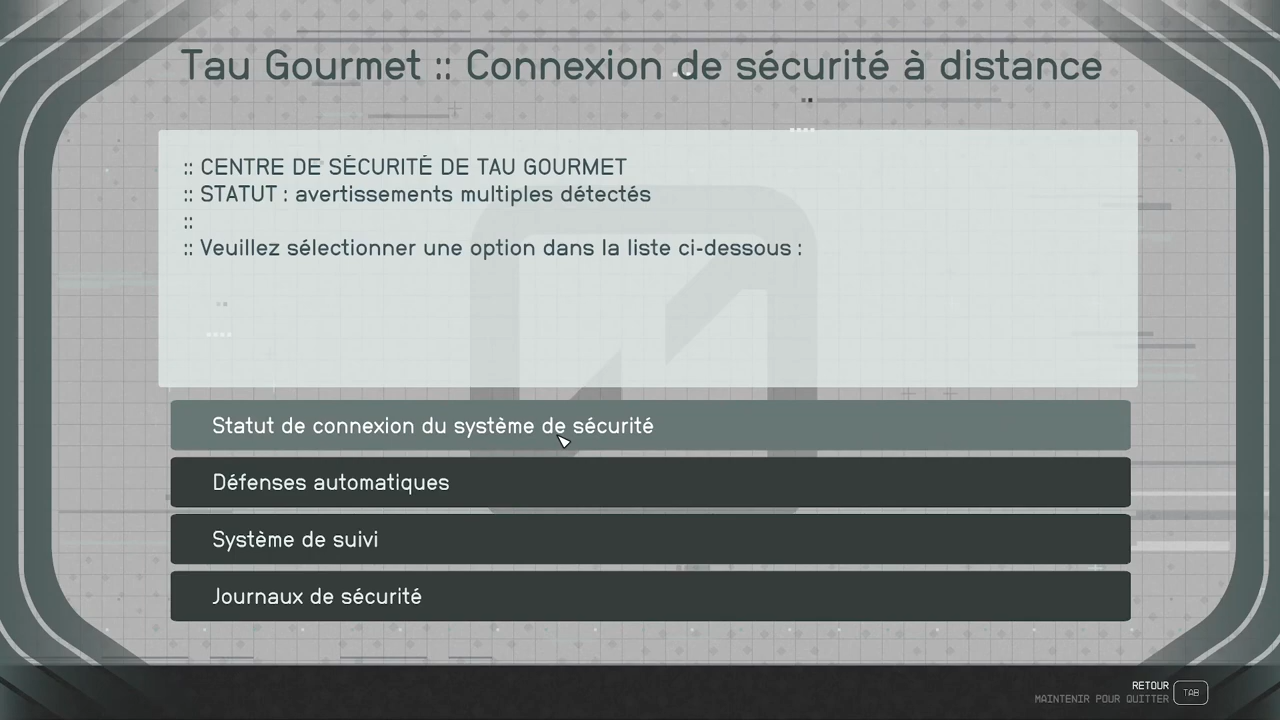 Tau Gourmet :: Connexion de sécurité à distance
:: CENTRE DE SÉCURITÉ DE TAU GOURMET
:: STATUT : avertissements multiples détectés
::
:: Veuillez sélectionner une option dans la liste ci-dessous :
Statut de connexion du système de sécurité
Défenses automatiques
Système de suivi
Journaux de sécurité
RETOUR
MAINTENIR POUR QUITTER
TAB